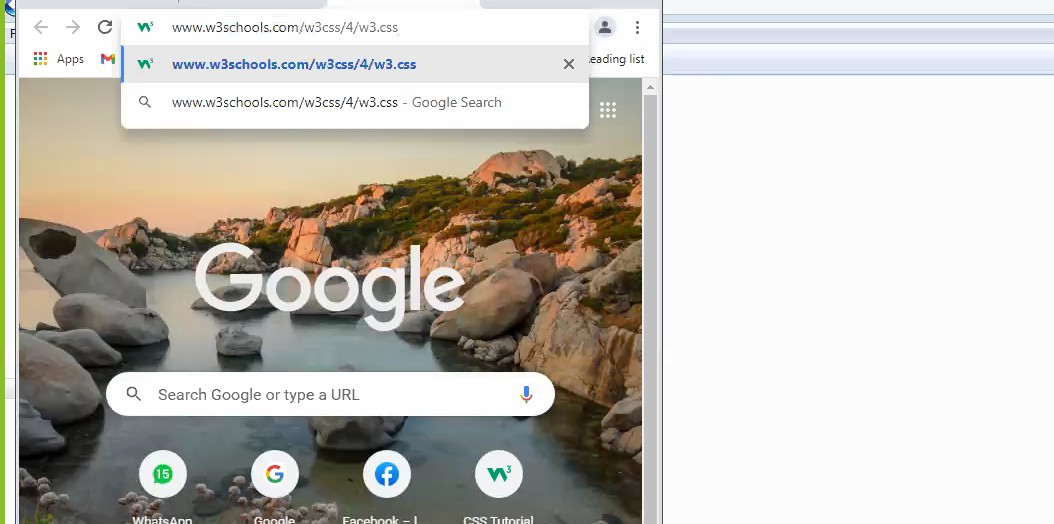 www.w3schools.com/w3css/4/w3.css
Apps
eading list
www.w3schools.com/w3css/4/w3.css
www.w3schools.com/w3css/4/w3.css - Google Search
Google
Search Google or type a URL
15
3
WhatsApp
Google
Facebook – l
CSS Tutorial